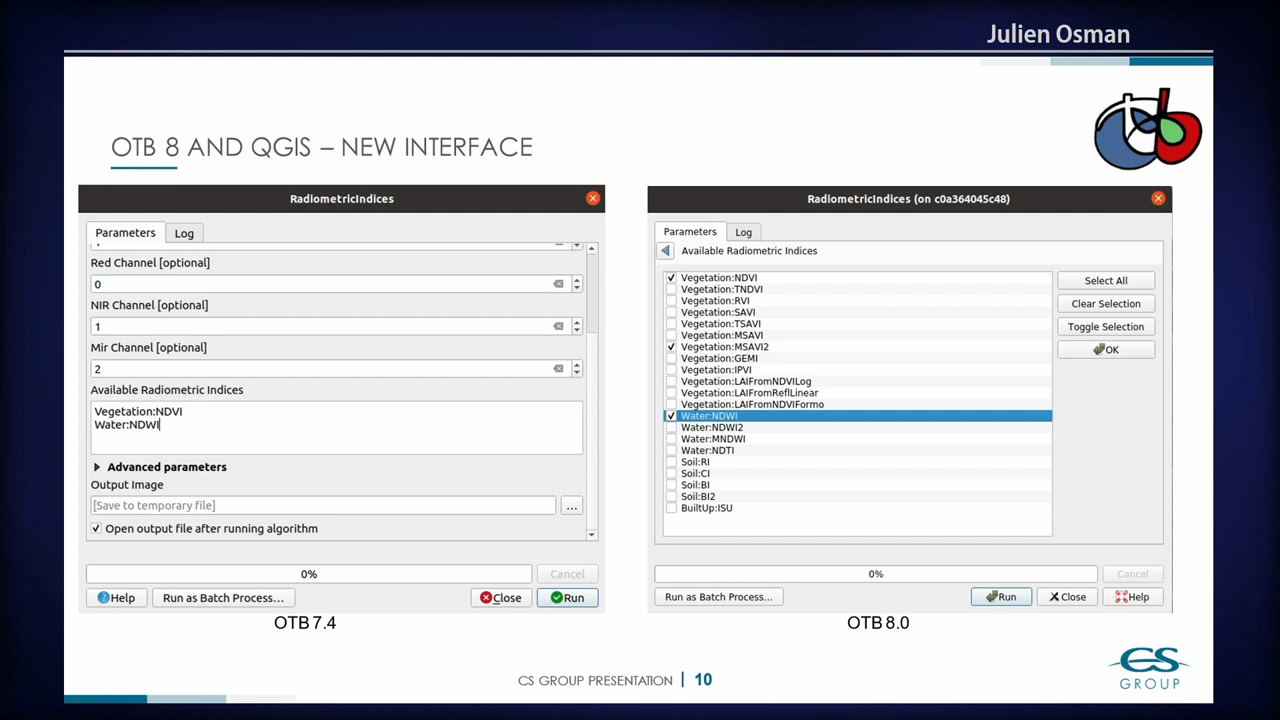 Julien Osman
OTB 8 AND QGIS – NEW INTERFACE
RadiometricIndices
Parameters
Log
Red Channel [optional]
0
NIR Channel [optional]
1
Mir Channel [optional]
2
Available Radiometric Indices
Vegetation:NDVI
Water:NDWI
Advanced parameters
Output Image
[Save to temporary file]
...
Open output file after running algorithm
0%
Cancel
Help
Run as Batch Process...
Close
Run
OTB 7.4
RadiometricIndices (on c0a364045c48)
Parameters
Log
Available Radiometric Indices
Vegetation:NDVI
Vegetation:TNDVI
Vegetation:RVI
Vegetation:SAVI
Vegetation:TSAVI
Vegetation:MSAVI
Vegetation:MSAVI2
Vegetation:GEMI
Vegetation:IPVI
Vegetation:LAIFromNDVILog
Vegetation:LAIFromReflLinear
Vegetation:LAIFromNDVIFormo
Water:NDWI
Water:NDWI2
Water:MNDWI
Water:NDTI
Soil:RI
Soil:CI
Soil:BI
Soil:BI2
BuiltUp:ISU
Select All
Clear Selection
Toggle Selection
OK
0%
Cancel
Run as Batch Process...
Run
Close
Help
OTB 8.0
CS GROUP PRESENTATION | 10
CS
GROUP